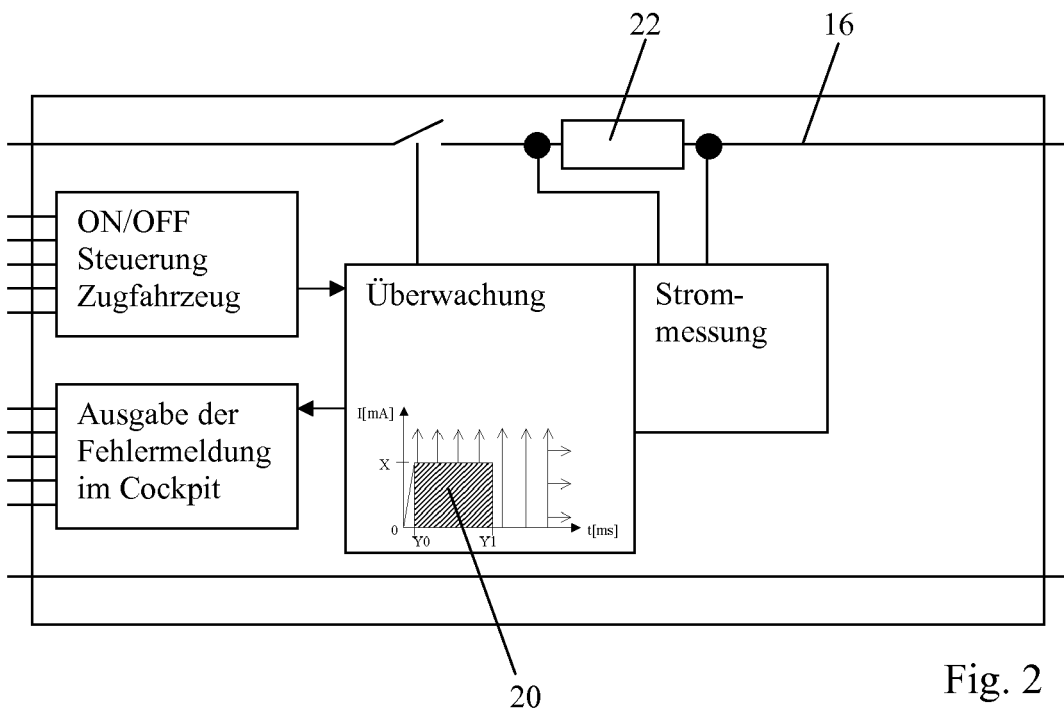 22
16
ON/OFF
Steuerung
Zugfahrzeug
Überwachung
Strom-
messung
Ausgabe der
Fehlermeldung
im Cockpit
I[mA]
X
0
Y0
Y1
t[ms]
20
Fig. 2